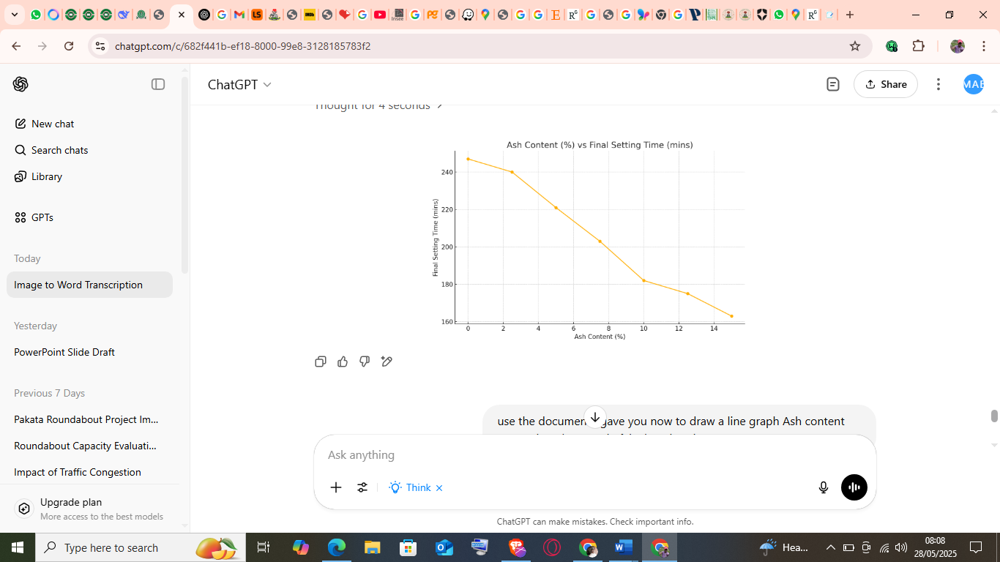 chatgpt.com/c/682f441b-ef18-8000-99e8-3128185783f2
ChatGPT
Share
MAE
New chat
Search chats
Library
GPTs
Today
Image to Word Transcription
Yesterday
PowerPoint Slide Draft
Previous 7 Days
Pakata Roundabout Project Im...
Roundabout Capacity Evaluati...
Impact of Traffic Congestion
Upgrade plan
More access to the best models
Thought for 4 seconds
Ash Content (%) vs Final Setting Time (mins)
Final Setting Time (mins)
240
220
200
180
160
0 2 4 6 8 10 12 14
Ash Content (%)
use the document gave you now to draw a line graph Ash content
Ask anything
Think
ChatGPT can make mistakes. Check important info.
Type here to search
Hea...
08:08
28/05/2025